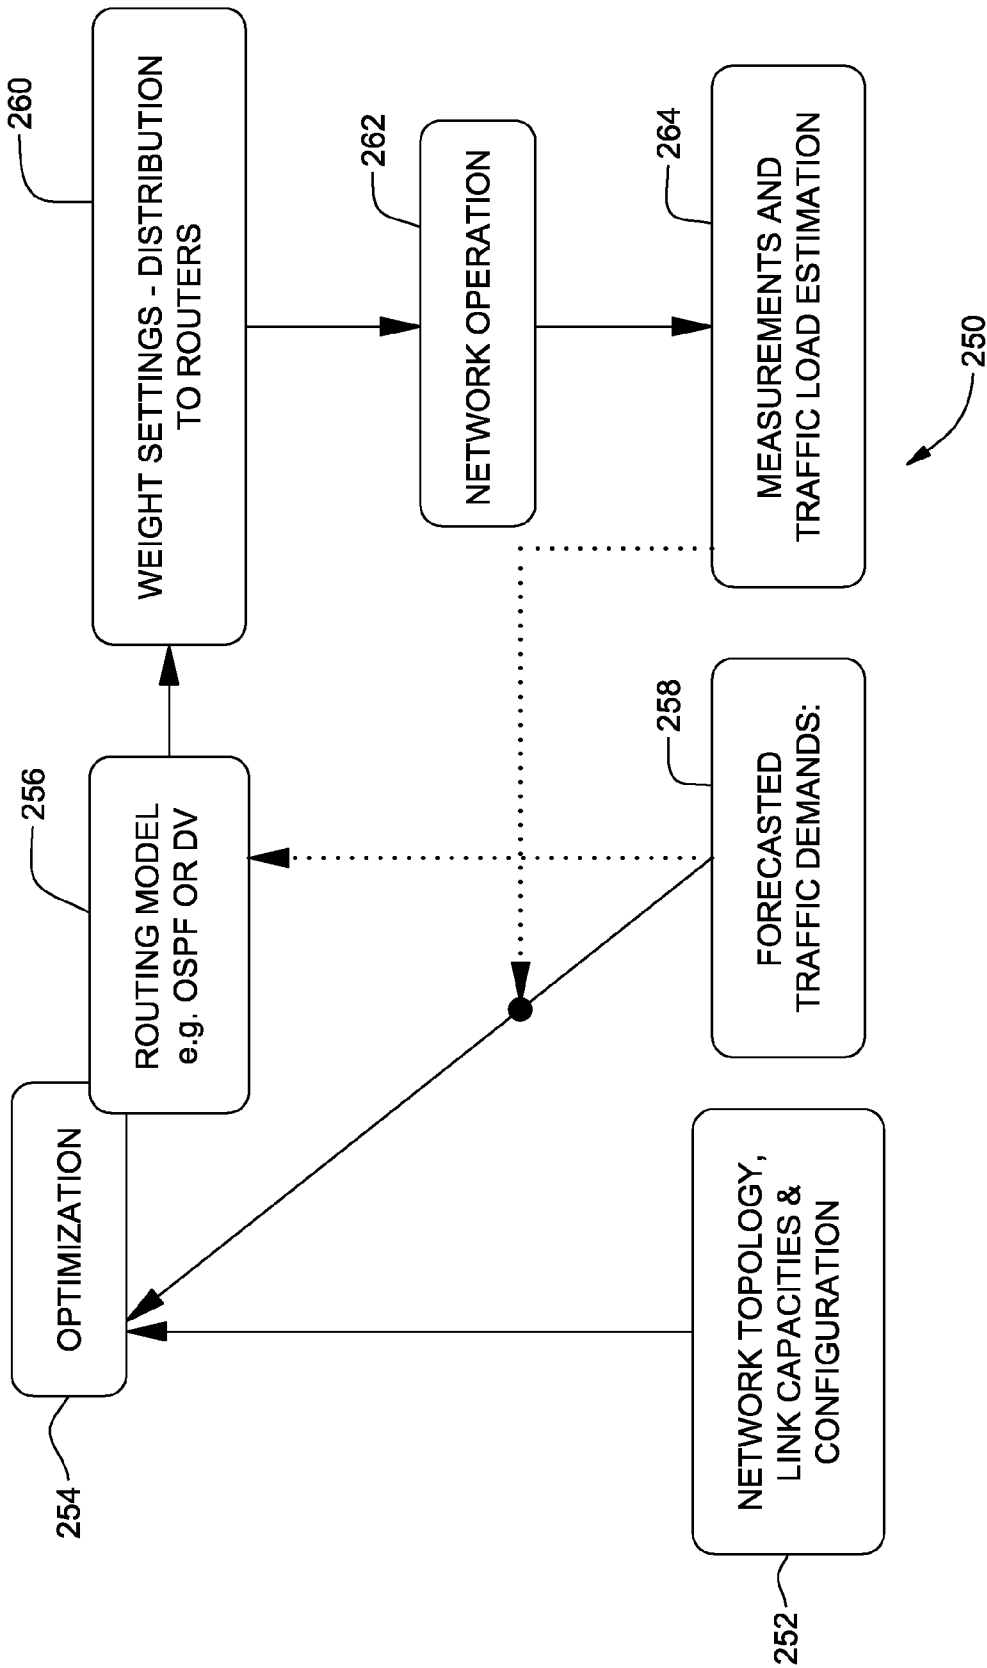 260
WEIGHT SETTINGS - DISTRIBUTION
TO ROUTERS
262
NETWORK OPERATION
264
MEASUREMENTS AND
TRAFFIC LOAD ESTIMATION
250
256
ROUTING MODEL
e.g. OSPF OR DV
258
FORECASTED
TRAFFIC DEMANDS:
OPTIMIZATION
254
NETWORK TOPOLOGY,
LINK CAPACITIES &
CONFIGURATION
252